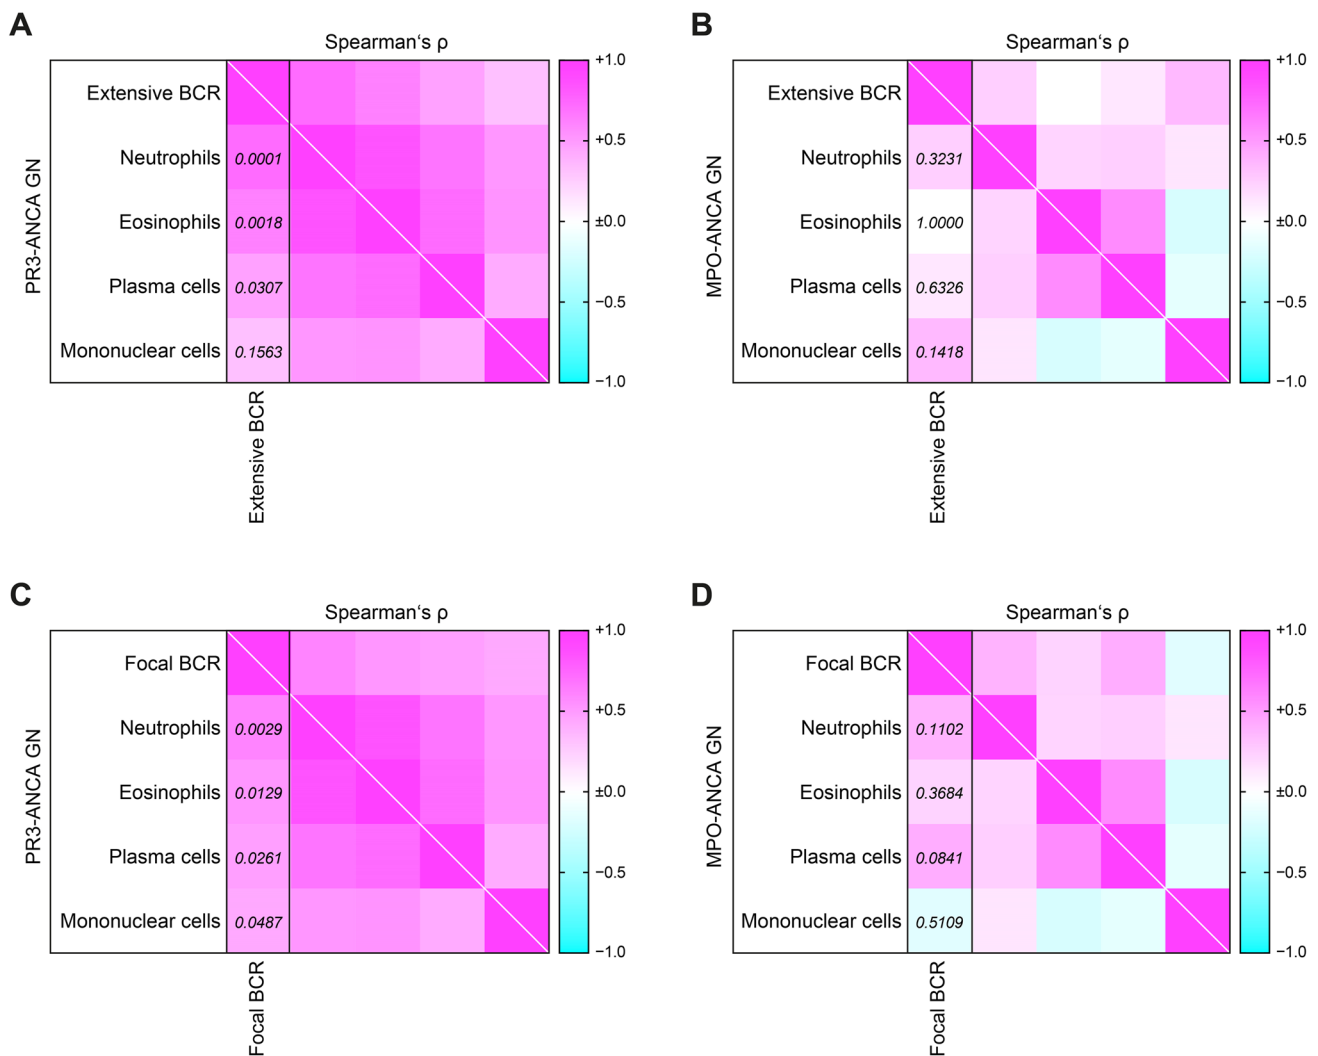 A
Spearman‘s ρ
PR3-ANCA GN
Extensive BCR
Neutrophils
Eosinophils
Plasma cells
Mononuclear cells
0.0001
0.0018
0.0307
0.1563
Extensive BCR
+1.0
+0.5
±0.0
−0.5
−1.0
B
Spearman‘s ρ
MPO-ANCA GN
Extensive BCR
Neutrophils
Eosinophils
Plasma cells
Mononuclear cells
0.3231
1.0000
0.6326
0.1418
Extensive BCR
+1.0
+0.5
±0.0
−0.5
−1.0
C
Spearman‘s ρ
PR3-ANCA GN
Focal BCR
Neutrophils
Eosinophils
Plasma cells
Mononuclear cells
0.0029
0.0129
0.0261
0.0487
Focal BCR
+1.0
+0.5
±0.0
−0.5
−1.0
D
Spearman‘s ρ
MPO-ANCA GN
Focal BCR
Neutrophils
Eosinophils
Plasma cells
Mononuclear cells
0.1102
0.3684
0.0841
0.5109
Focal BCR
+1.0
+0.5
±0.0
−0.5
−1.0